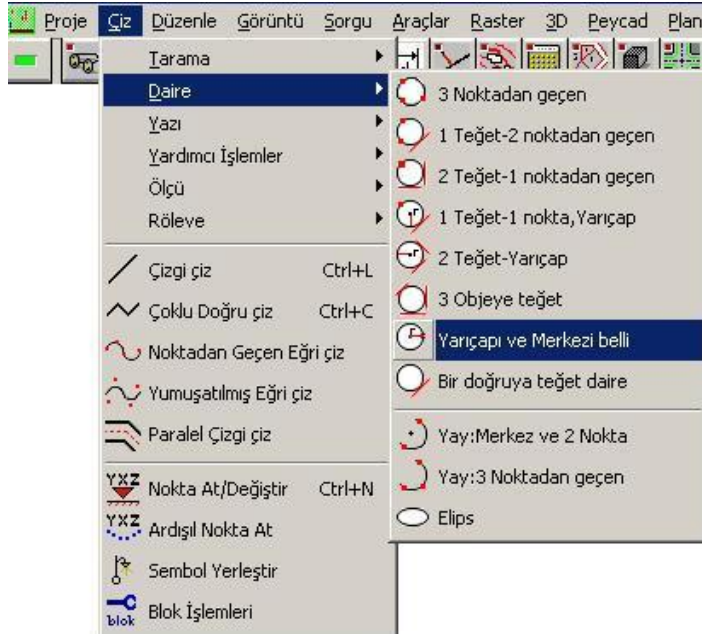 Proje Çiz Düzenle Görüntü Sorgu Araçlar Raster 3D Peycad Plan
Tarama
Daire
Yazı
Yardımcı İşlemler
Ölçü
Röleve
Çizgi çiz Ctrl+L
Çoklu Doğru çiz Ctrl+C
Noktadan Geçen Eğri çiz
Yumuşatılmış Eğri çiz
Paralel Çizgi çiz
YXZ Nokta At/Değiştir Ctrl+N
YXZ Ardışıl Nokta At
Sembol Yerleştir
blok Blok İşlemleri
3 Noktadan geçen
1 Teğet-2 noktadan geçen
2 Teğet-1 noktadan geçen
1 Teğet-1 nokta,Yarıçap
2 Teğet-Yarıçap
3 Objeye teğet
Yarıçapı ve Merkezi belli
Bir doğruya teğet daire
Yay:Merkez ve 2 Nokta
Yay:3 Noktadan geçen
Elips